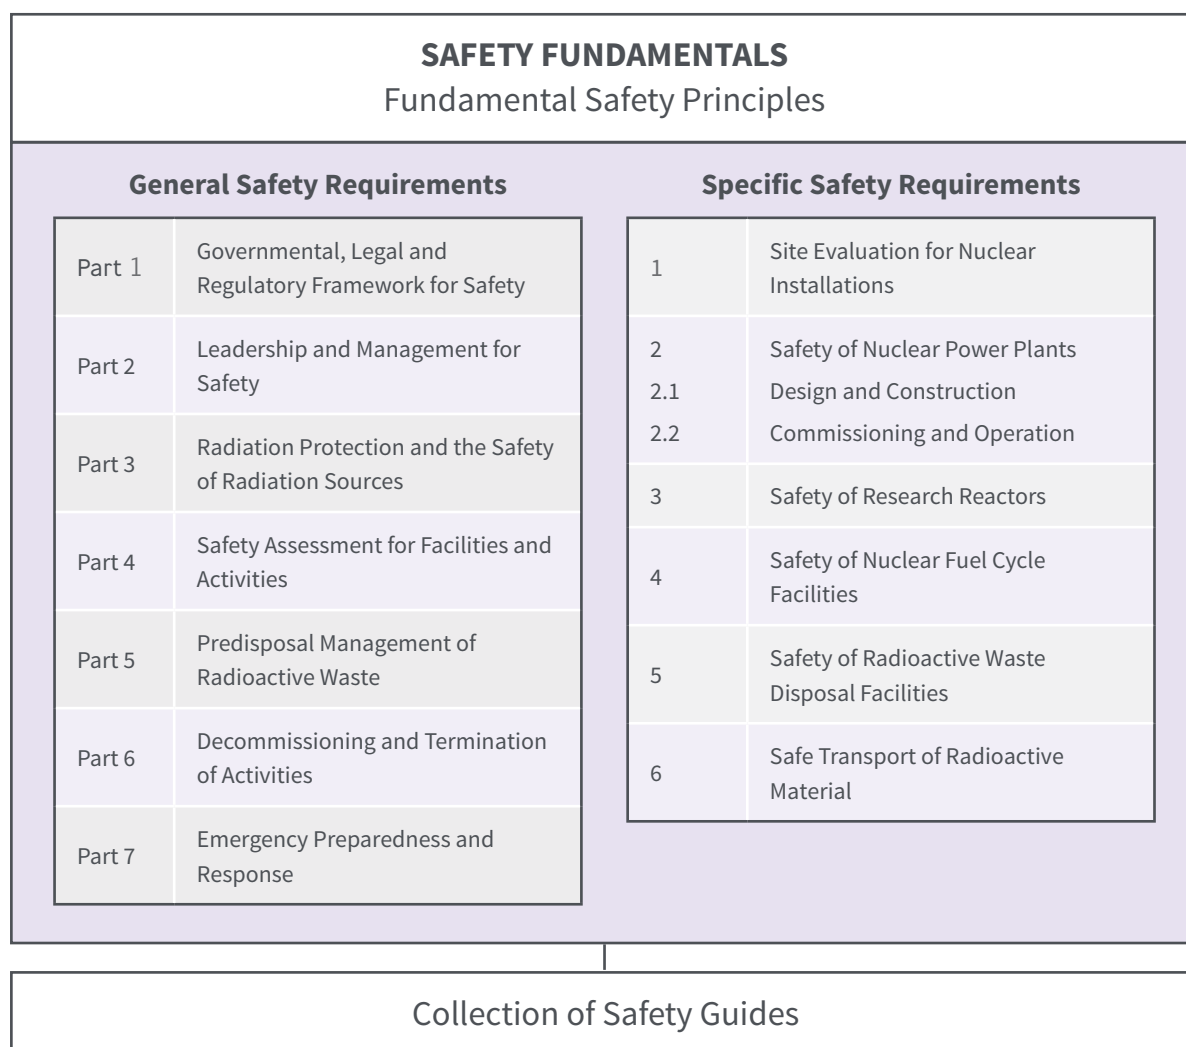 SAFETY FUNDAMENTALS
Fundamental Safety Principles
General Safety Requirements
Part 1
Governmental, Legal and
Regulatory Framework for Safety
Part 2
Leadership and Management for
Safety
Part 3
Radiation Protection and the Safety
of Radiation Sources
Part 4
Safety Assessment for Facilities and
Activities
Part 5
Predisposal Management of
Radioactive Waste
Part 6
Decommissioning and Termination
of Activities
Part 7
Emergency Preparedness and
Response
Specific Safety Requirements
1
Site Evaluation for Nuclear
Installations
2 Safety of Nuclear Power Plants
2.1 Design and Construction
2.2 Commissioning and Operation
3 Safety of Research Reactors
4
Safety of Nuclear Fuel Cycle
Facilities
5
Safety of Radioactive Waste
Disposal Facilities
6
Safe Transport of Radioactive
Material
Collection of Safety Guides